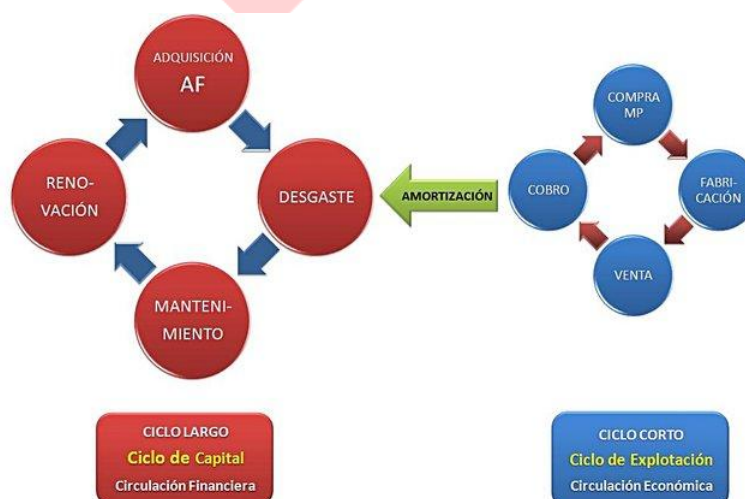 ADQUISICIÓN
AF
RENO-
VACIÓN
DESGASTE
MANTENI-
MIENTO
AMORTIZACIÓN
COMPRA
MP
COBRO
FABRI-
CACIÓN
VENTA
CICLO LARGO
Ciclo de Capital
Circulación Financiera
CICLO CORTO
Ciclo de Explotación
Circulación Económica